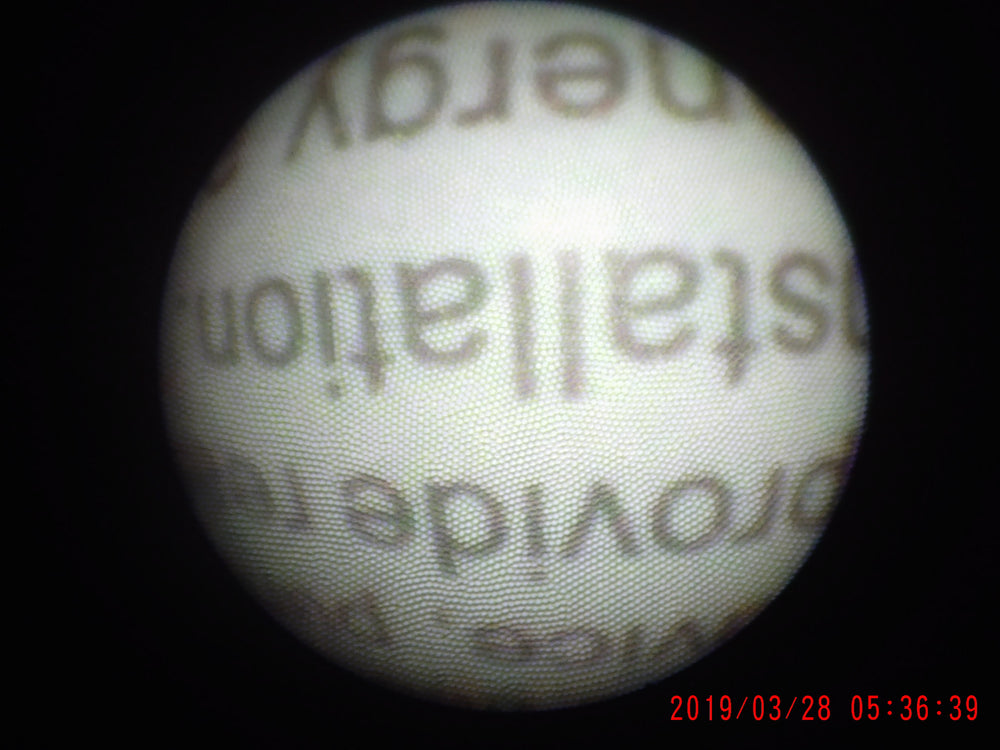 provide
nstallation.
nergy
2019/03/28 05:36:39